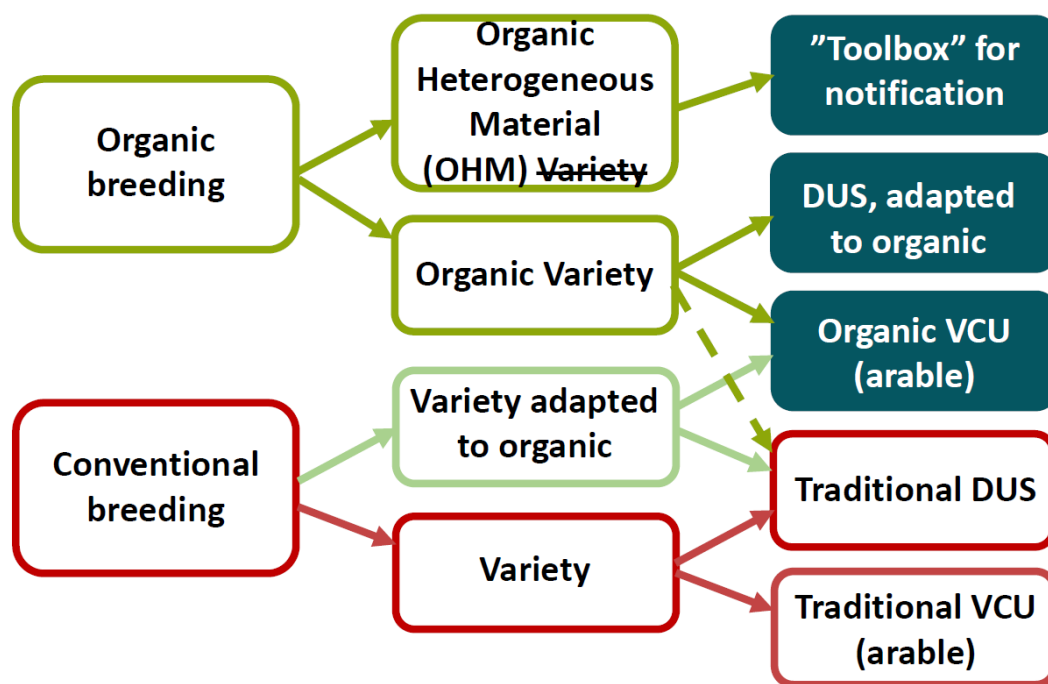 Organic
breeding
Organic
Heterogeneous
Material
(OHM) Variety
”Toolbox” for
notification
DUS, adapted
to organic
Organic Variety
Organic VCU
(arable)
Conventional
breeding
Variety adapted
to organic
Traditional DUS
Variety
Traditional VCU
(arable)